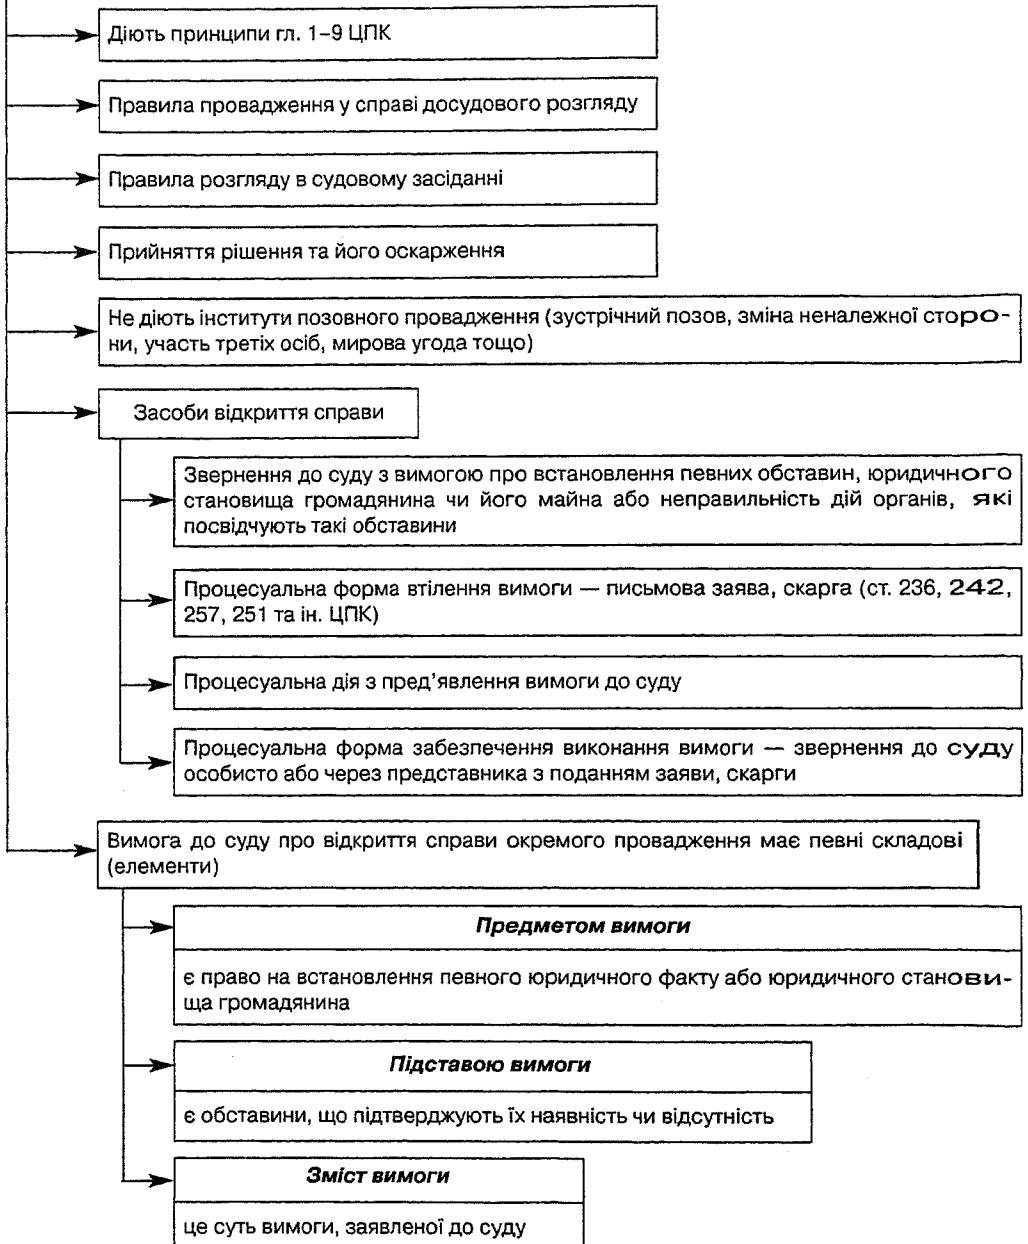 Діють принципи гл. 1–9 ЦПК
Правила провадження у справі досудового розгляду
Правила розгляду в судовому засіданні
Прийняття рішення та його оскарження
Не діють інститути позовного провадження (зустрічний позов, зміна неналежної сторо-
ни, участь третіх осіб, мирова угода тощо)
Засоби відкриття справи
Звернення до суду з вимогою про встановлення певних обставин, юридичного
становища громадянина чи його майна або неправильність дій органів, які
посвідчують такі обставини
Процесуальна форма втілення вимоги — письмова заява, скарга (ст. 236, 242,
257, 251 та ін. ЦПК)
Процесуальна дія з пред’явлення вимоги до суду
Процесуальна форма забезпечення виконання вимоги — звернення до суду
особисто або через представника з поданням заяви, скарги
Вимога до суду про відкриття справи окремого провадження має певні складові
(елементи)
Предметом вимоги
є право на встановлення певного юридичного факту або юридичного станови-
ща громадянина
Підставою вимоги
є обставини, що підтверджують їх наявність чи відсутність
Зміст вимоги
це суть вимоги, заявленої до суду